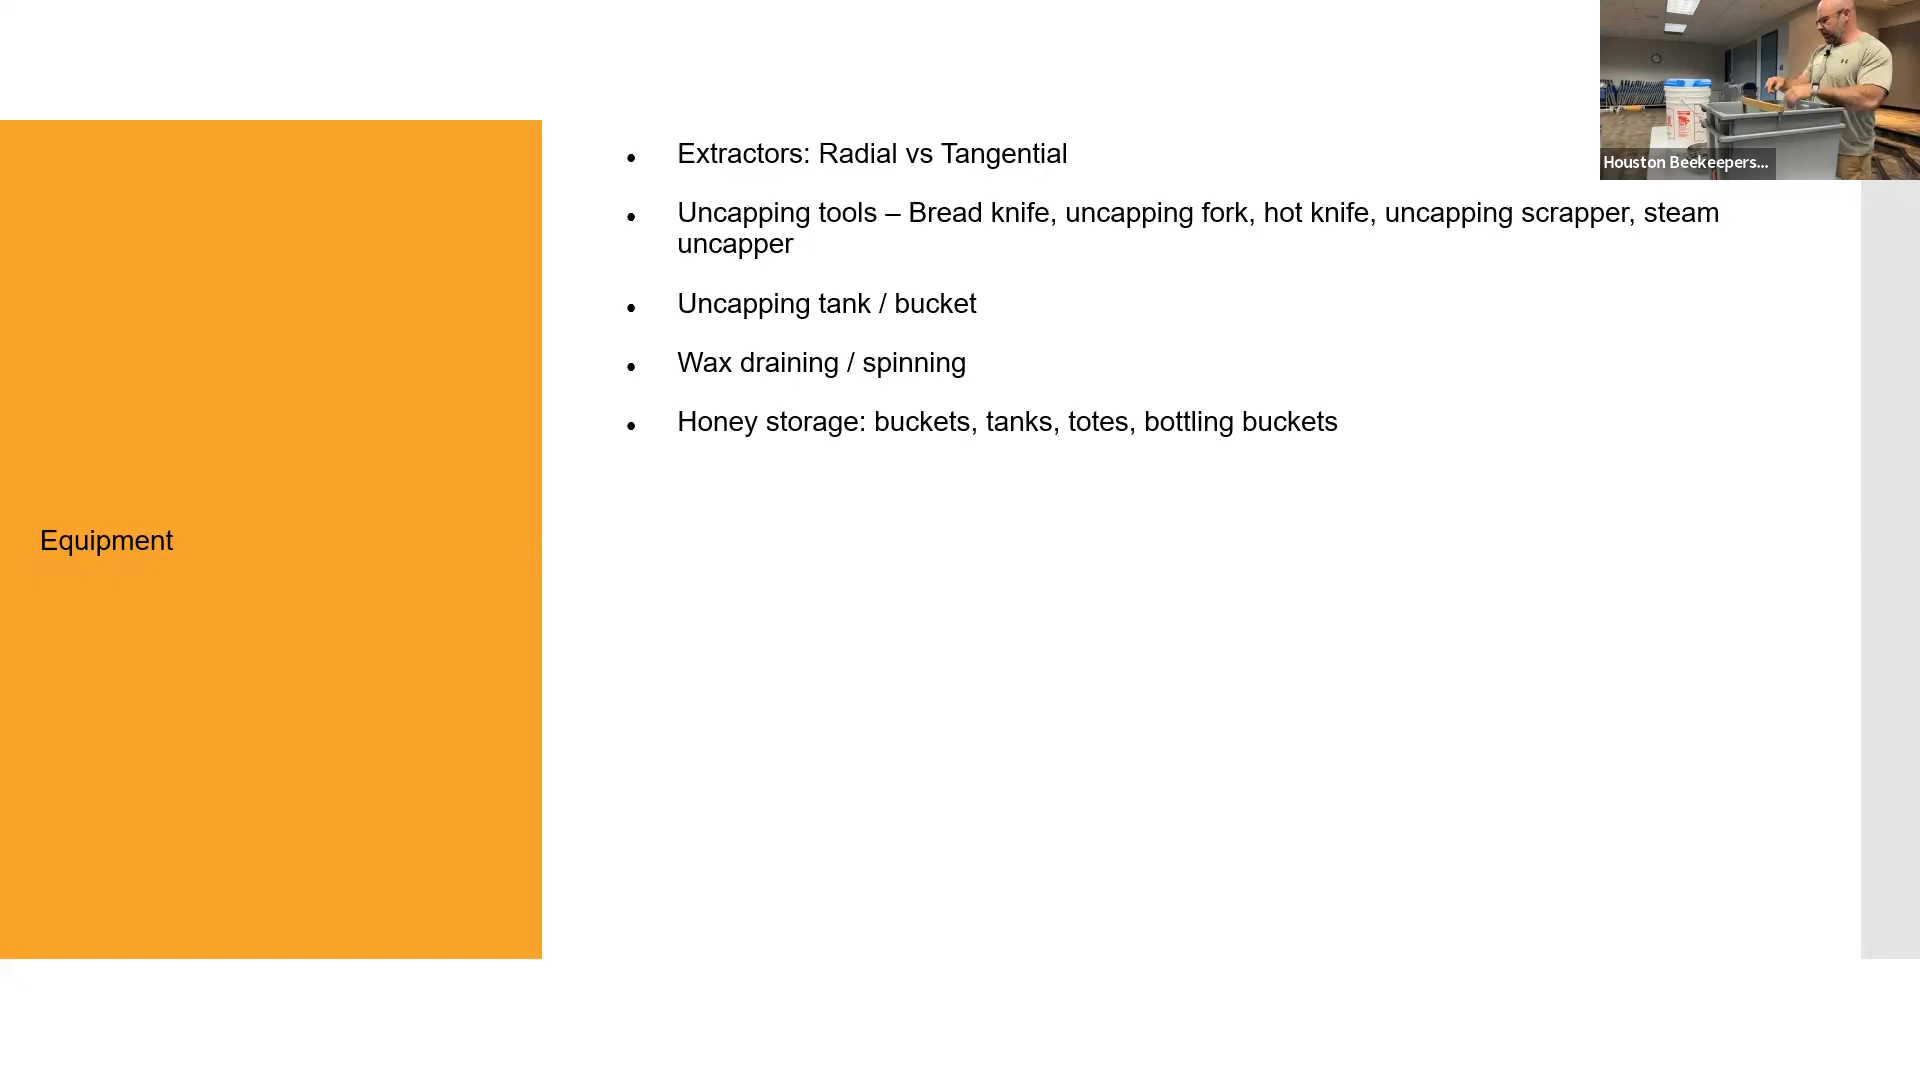 Extractors: Radial vs Tangential
Uncapping tools – Bread knife, uncapping fork, hot knife, uncapping scrapper, steam
uncapper
Uncapping tank / bucket
Wax draining / spinning
Honey storage: buckets, tanks, totes, bottling buckets
Equipment
Houston Beekeepers...